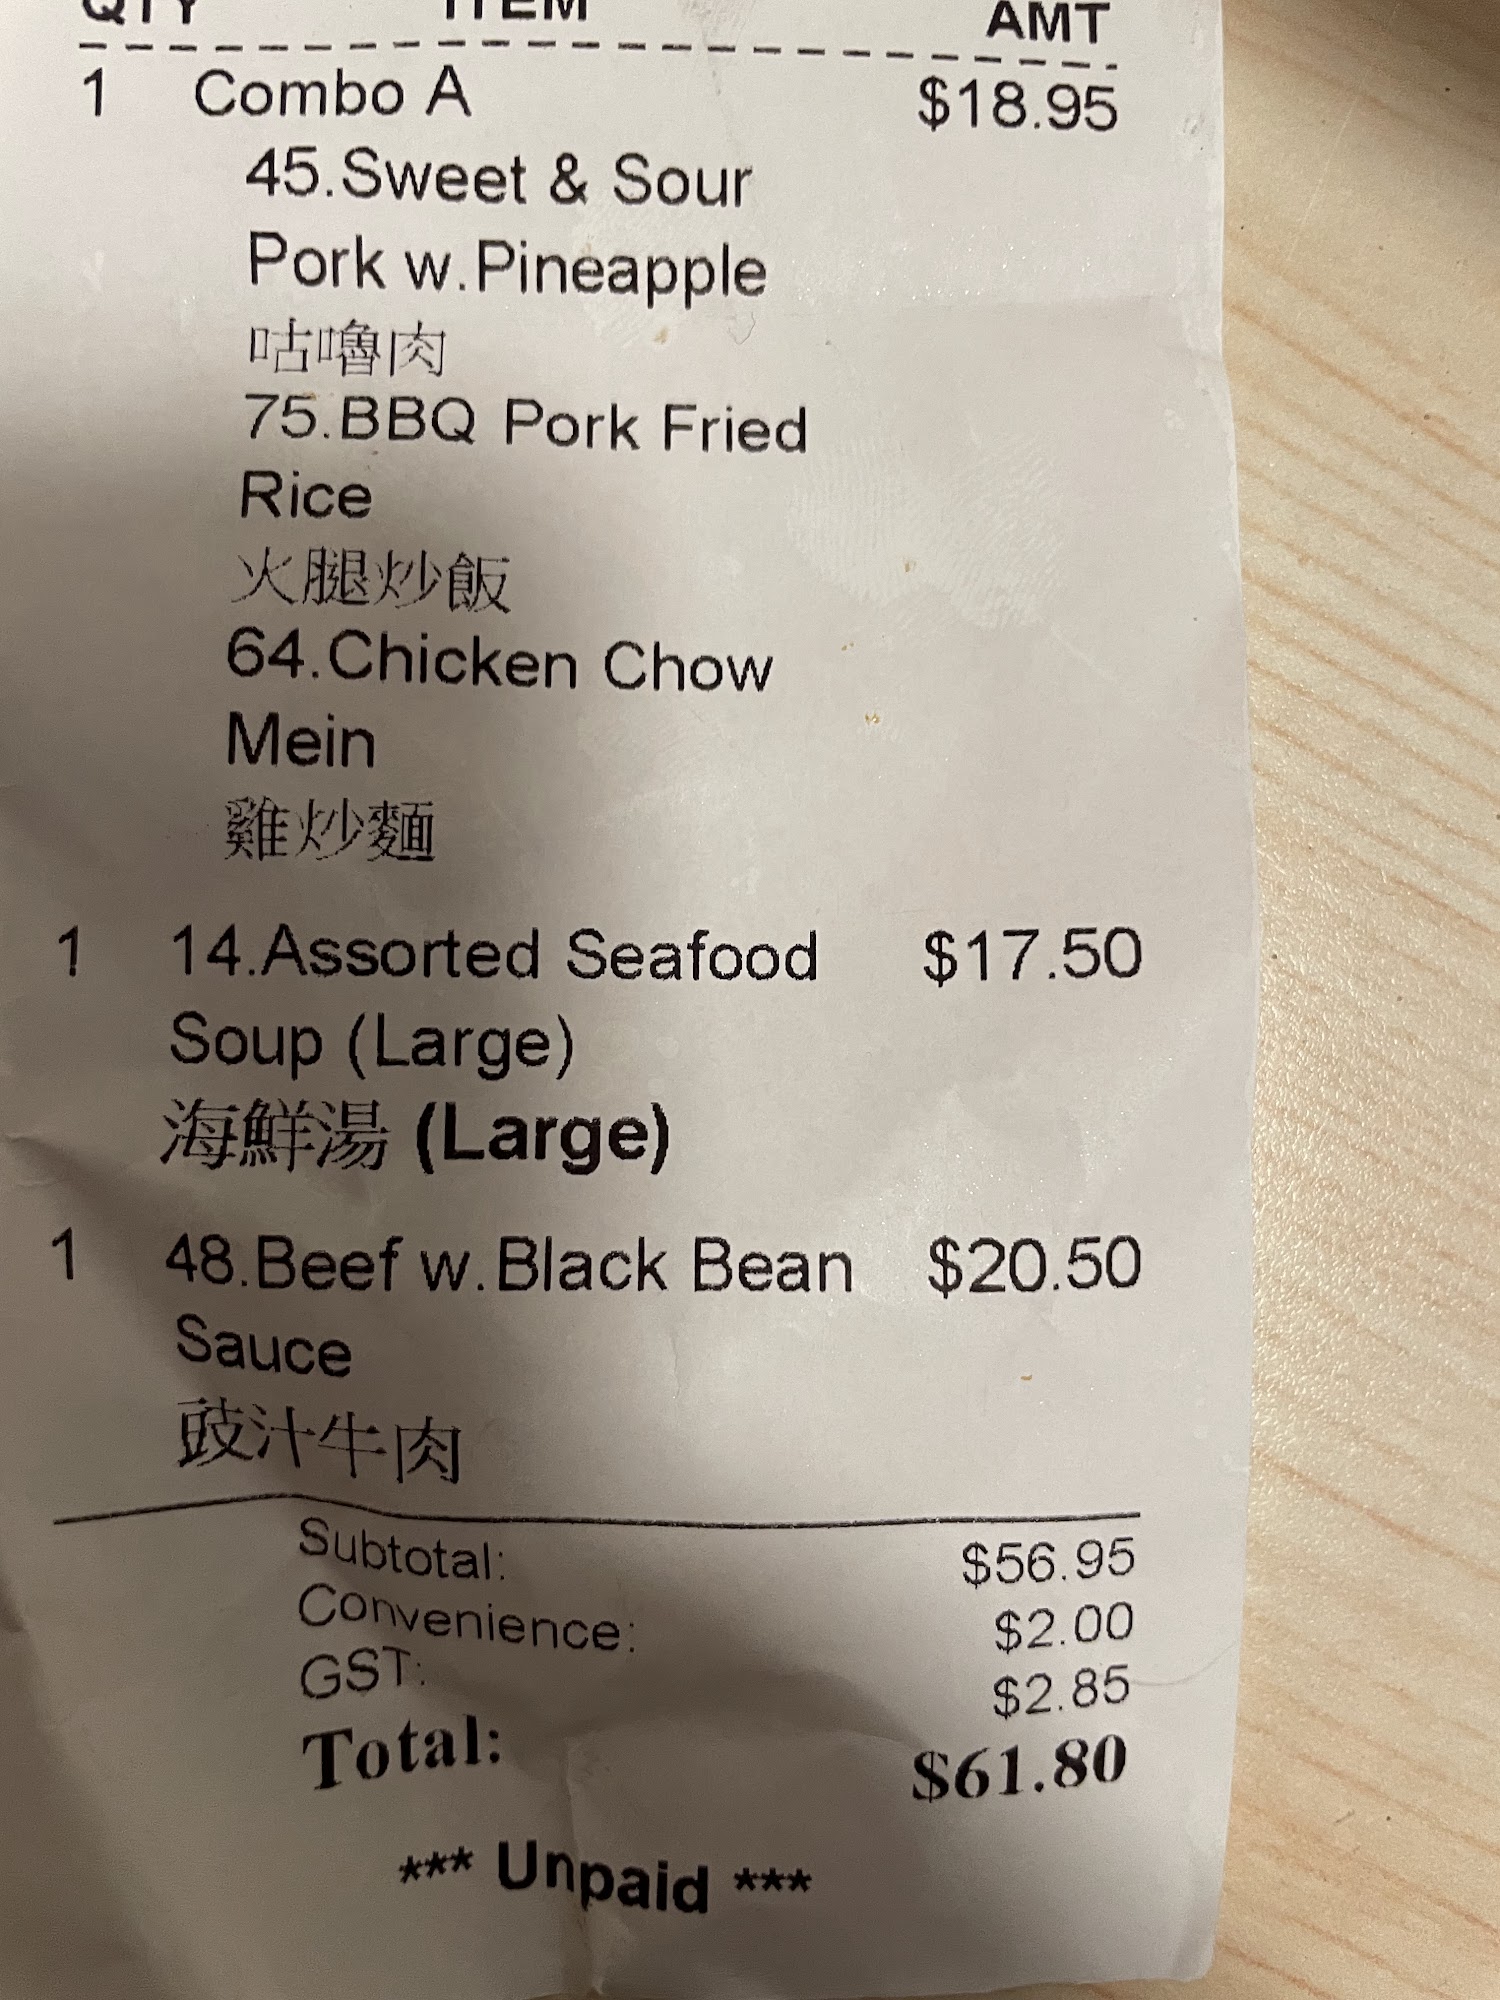 QTY ITEM AMT
1 Combo A $18.95
45.Sweet & Sour
Pork w.Pineapple
咕嚕肉
75.BBQ Pork Fried
Rice
火腿炒飯
64.Chicken Chow
Mein
雞炒麵
1 14.Assorted Seafood $17.50
Soup (Large)
海鮮湯 (Large)
1 48.Beef w.Black Bean $20.50
Sauce
豉汁牛肉
Subtotal: $56.95
Convenience: $2.00
GST: $2.85
Total: $61.80
*** Unpaid ***